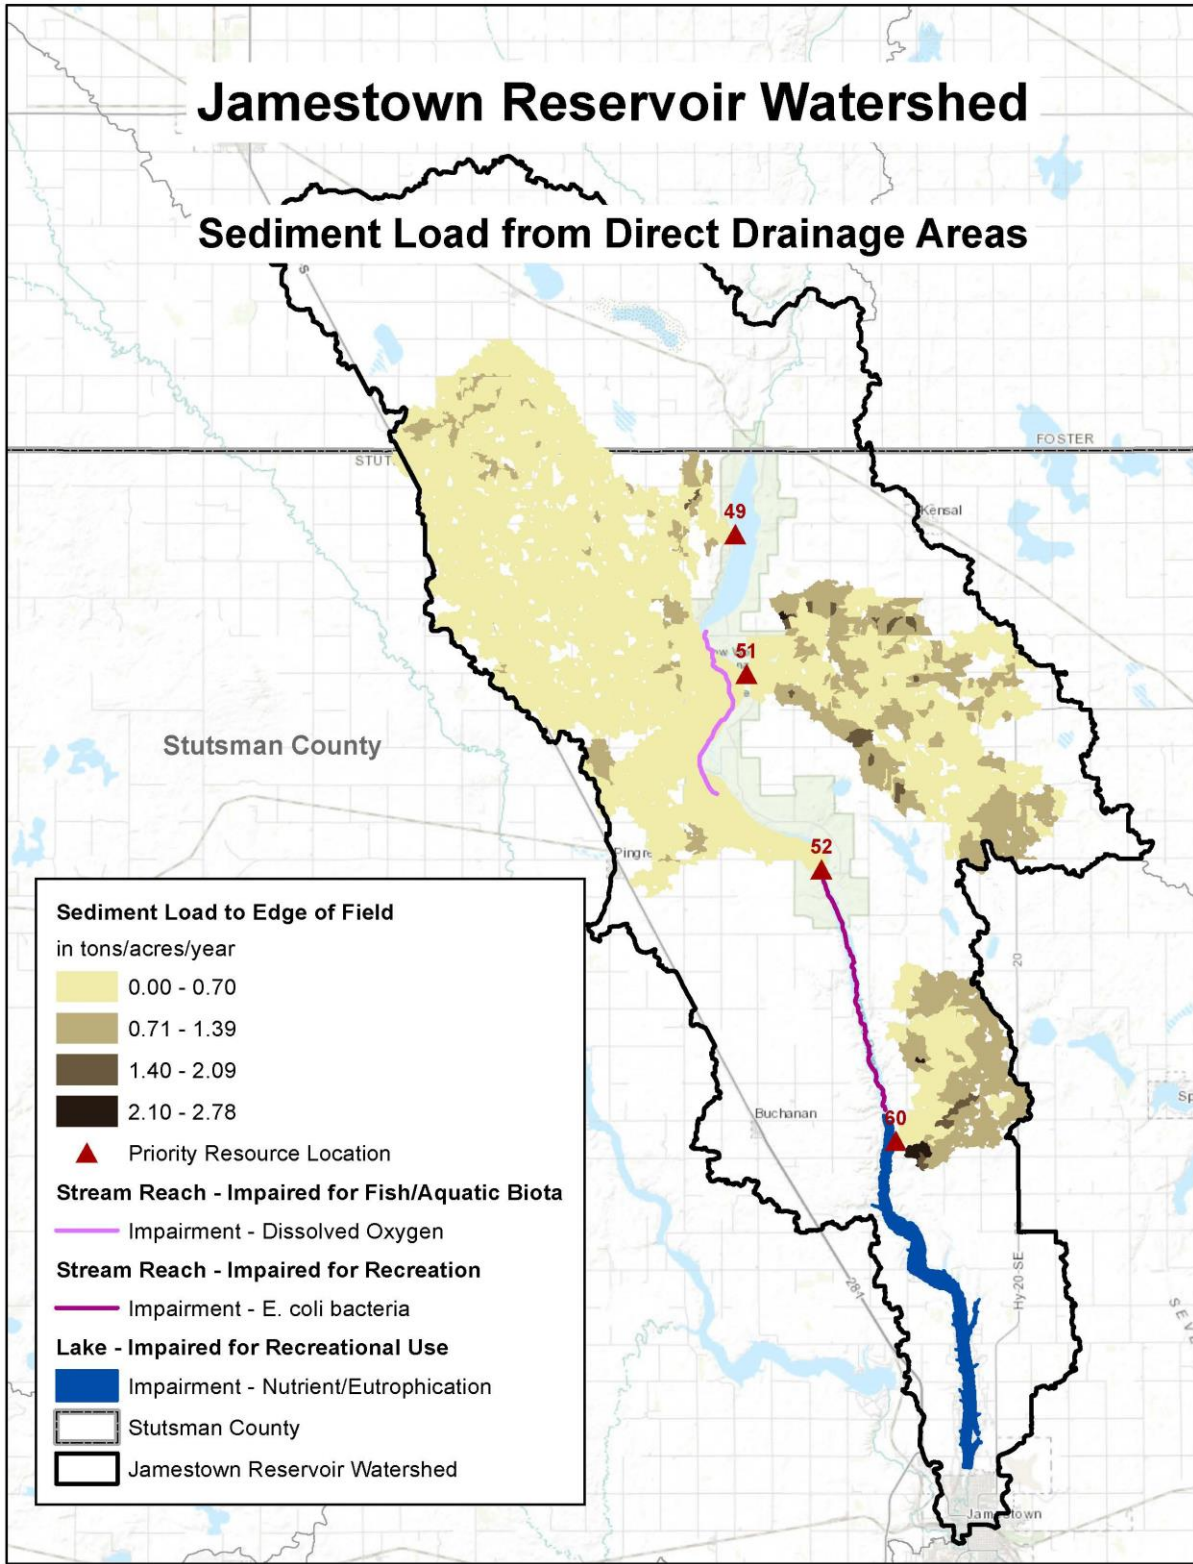 Jamestown Reservoir Watershed
Sediment Load from Direct Drainage Areas
FOSTER
STUT
49
Kensal
51
Stutsman County
52
Pingre
20
60
Buchanan
281
Hy-20-SE
SEVE
Sp
Jamestown
Sediment Load to Edge of Field
in tons/acres/year
0.00 - 0.70
0.71 - 1.39
1.40 - 2.09
2.10 - 2.78
Priority Resource Location
Stream Reach - Impaired for Fish/Aquatic Biota
Impairment - Dissolved Oxygen
Stream Reach - Impaired for Recreation
Impairment - E. coli bacteria
Lake - Impaired for Recreational Use
Impairment - Nutrient/Eutrophication
Stutsman County
Jamestown Reservoir Watershed